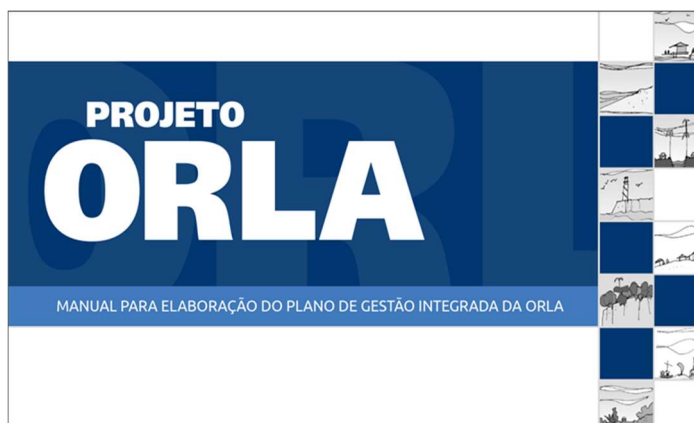 PROJETO
ORLA
MANUAL PARA ELABORAÇÃO DO PLANO DE GESTÃO INTEGRADA DA ORLA